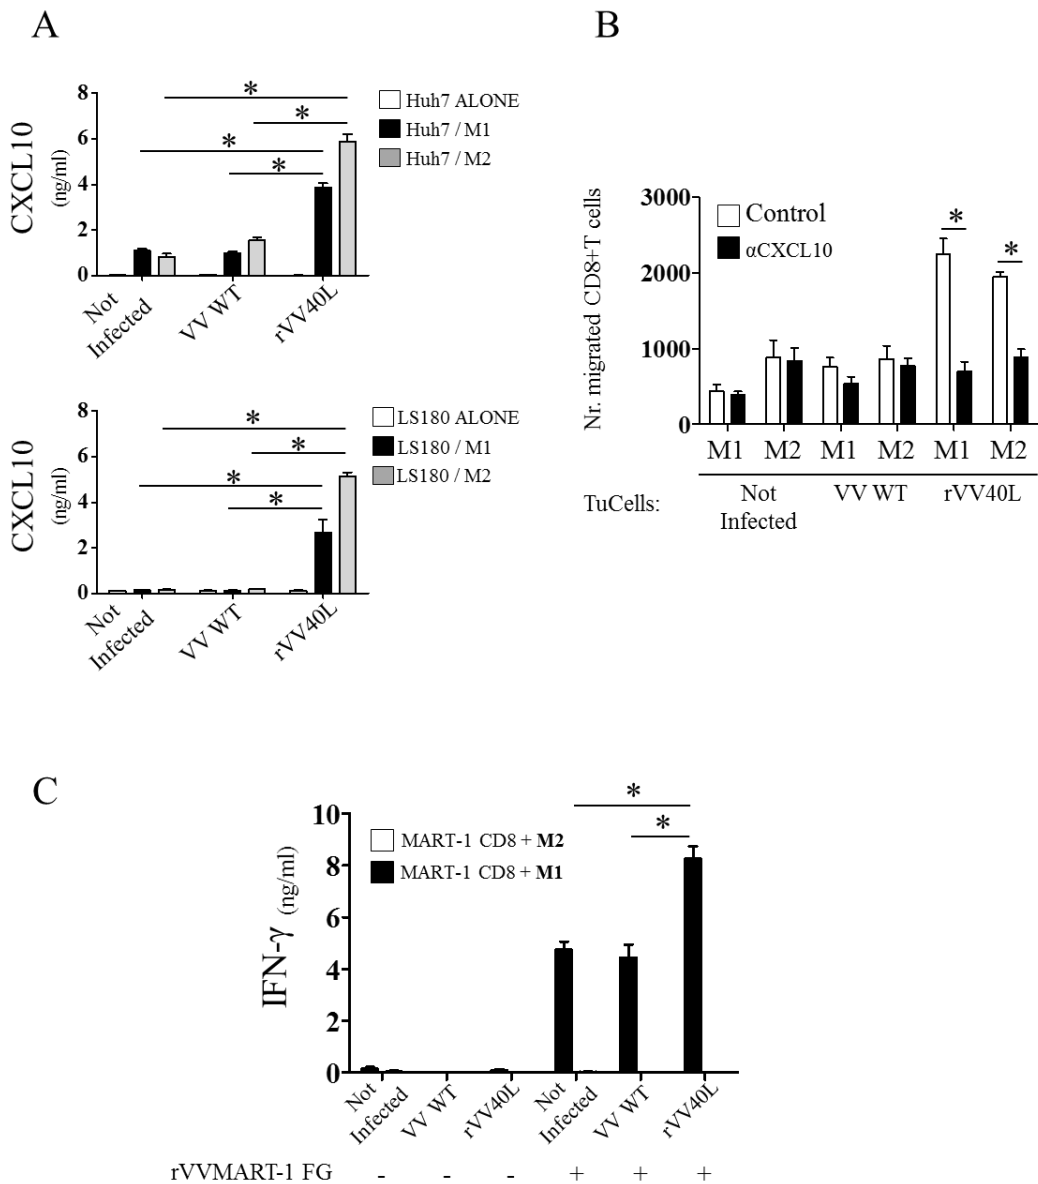 A
8
6
4
2
0
CXCL10
(ng/ml)
*
*
*
*
Huh7 ALONE
Huh7 / M1
Huh7 / M2
Not
Infected
VV WT
rVV40L
8
6
4
2
0
CXCL10
(ng/ml)
*
*
*
*
LS180 ALONE
LS180 / M1
LS180 / M2
Not
Infected
VV WT
rVV40L
B
3000
2000
1000
0
Nr. migrated CD8+T cells
Control
αCXCL10
*
*
M1 M2 M1 M2 M1 M2
TuCells:
Not
Infected
VV WT
rVV40L
C
10
8
6
4
2
0
IFN-γ (ng/ml)
MART-1 CD8 + M2
MART-1 CD8 + M1
*
*
Not
Infected
VV WT
rVV40L
Not
Infected
VV WT
rVV40L
rVVMART-1 FG - - - + + +